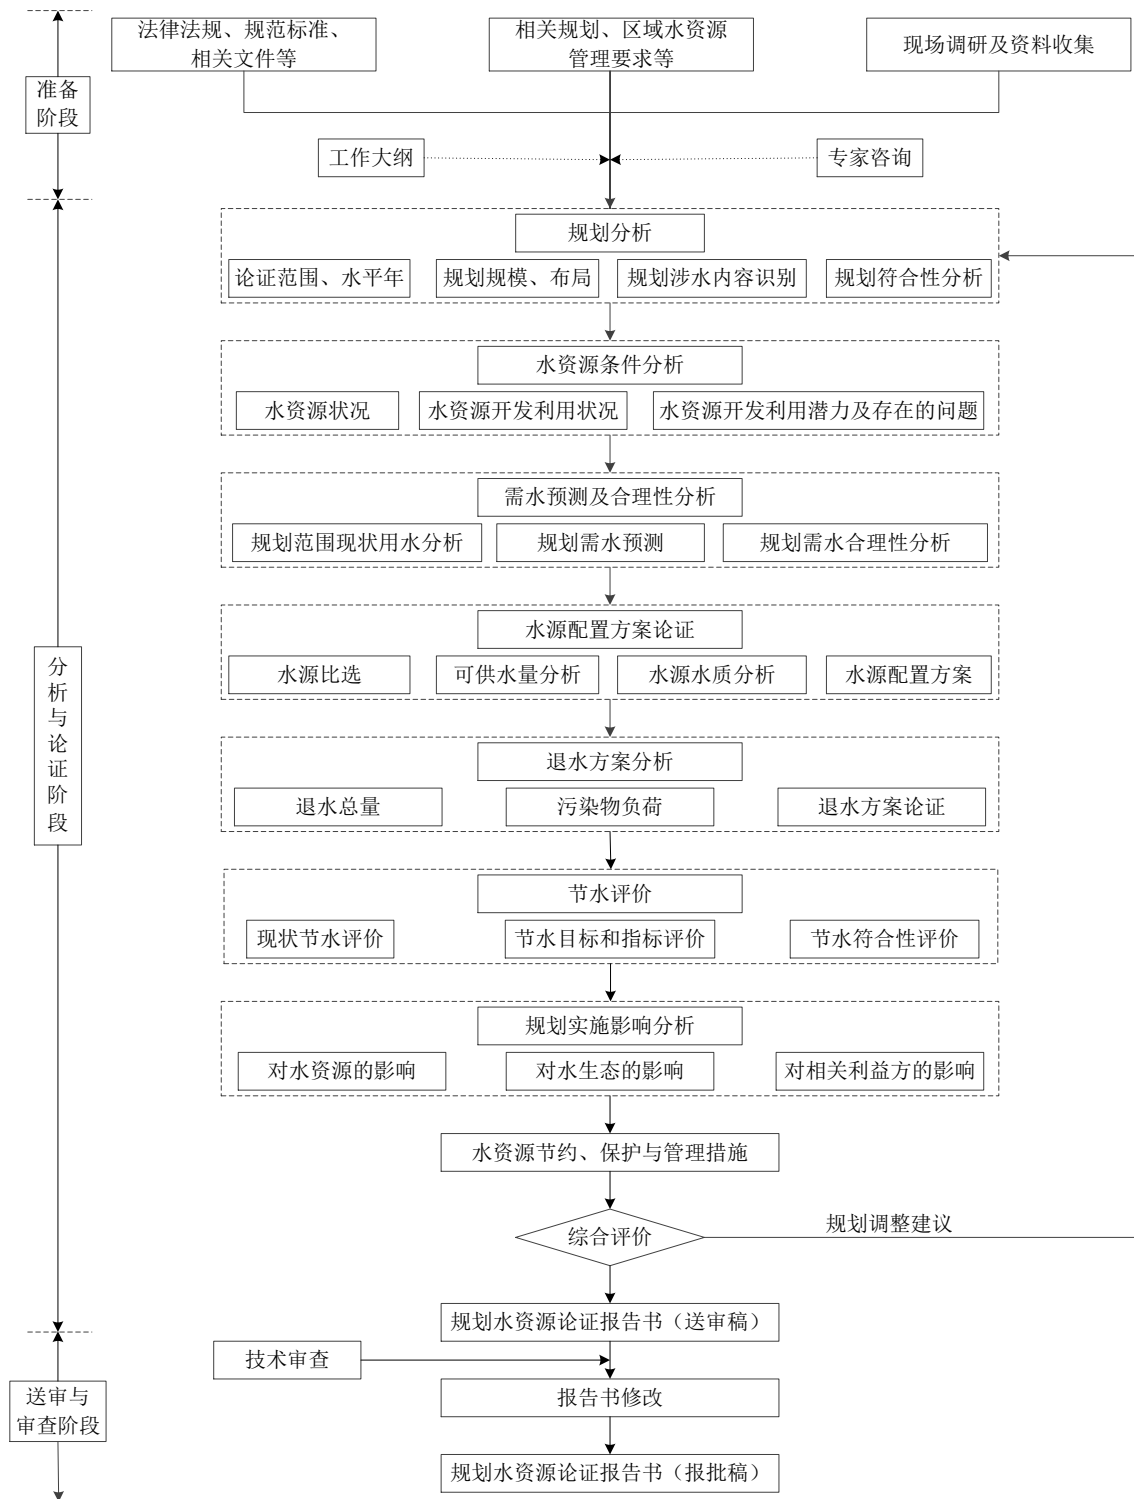 法律法规、规范标准、
相关文件等
相关规划、区域水资源
管理要求等
现场调研及资料收集
准备
阶段
工作大纲
专家咨询
规划分析
论证范围、水平年
规划规模、布局
规划涉水内容识别
规划符合性分析
水资源条件分析
水资源状况
水资源开发利用状况
水资源开发利用潜力及存在的问题
需水预测及合理性分析
规划范围现状用水分析
规划需水预测
规划需水合理性分析
水源配置方案论证
水源比选
可供水量分析
水源水质分析
水源配置方案
分
析
与
论
证
阶
段
退水方案分析
退水总量
污染物负荷
退水方案论证
节水评价
现状节水评价
节水目标和指标评价
节水符合性评价
规划实施影响分析
对水资源的影响
对水生态的影响
对相关利益方的影响
水资源节约、保护与管理措施
综合评价
规划调整建议
规划水资源论证报告书（送审稿）
技术审查
送审与
审查阶段
报告书修改
规划水资源论证报告书（报批稿）